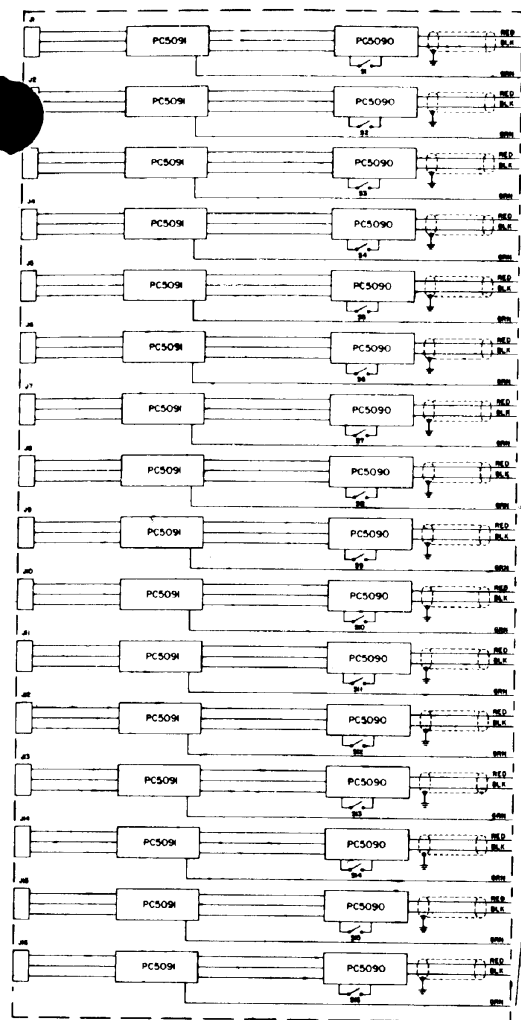 J1
PC5091 PC5090 RED
BLK
S1
GRN
J2
PC5091 PC5090 RED
BLK
S2
GRN
PC5091 PC5090 RED
BLK
S3
GRN
J4
PC5091 PC5090 RED
BLK
S4
GRN
J5
PC5091 PC5090 RED
BLK
S5
GRN
J6
PC5091 PC5090 RED
BLK
S6
GRN
J7
PC5091 PC5090 RED
BLK
S7
GRN
J8
PC5091 PC5090 RED
BLK
S8
GRN
J9
PC5091 PC5090 RED
BLK
S9
GRN
J10
PC5091 PC5090 RED
BLK
S10
GRN
J11
PC5091 PC5090 RED
BLK
S11
GRN
J12
PC5091 PC5090 RED
BLK
S12
GRN
J13
PC5091 PC5090 RED
BLK
S13
GRN
J14
PC5091 PC5090 RED
BLK
S14
GRN
J15
PC5091 PC5090 RED
BLK
S15
GRN
J16
PC5091 PC5090 RED
BLK
S16
GRN